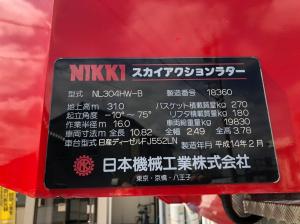 NIKKI スカイアクションラダー
型式 NL304HW-B 製造番号 18360
地上高m 31.0 バスケット積載質量kg 270
起立角度 -10°~75° リフタ積載質量kg 180
作業半径m 16.0 車両総質量kg 19830
車両寸法m 全長 10.82 全幅 2.49 全高 3.78
車台型式 日産ディーゼルFJ552LN 製造年月 平成14年2月
日本機械工業株式会社
東京・京橋・八王子